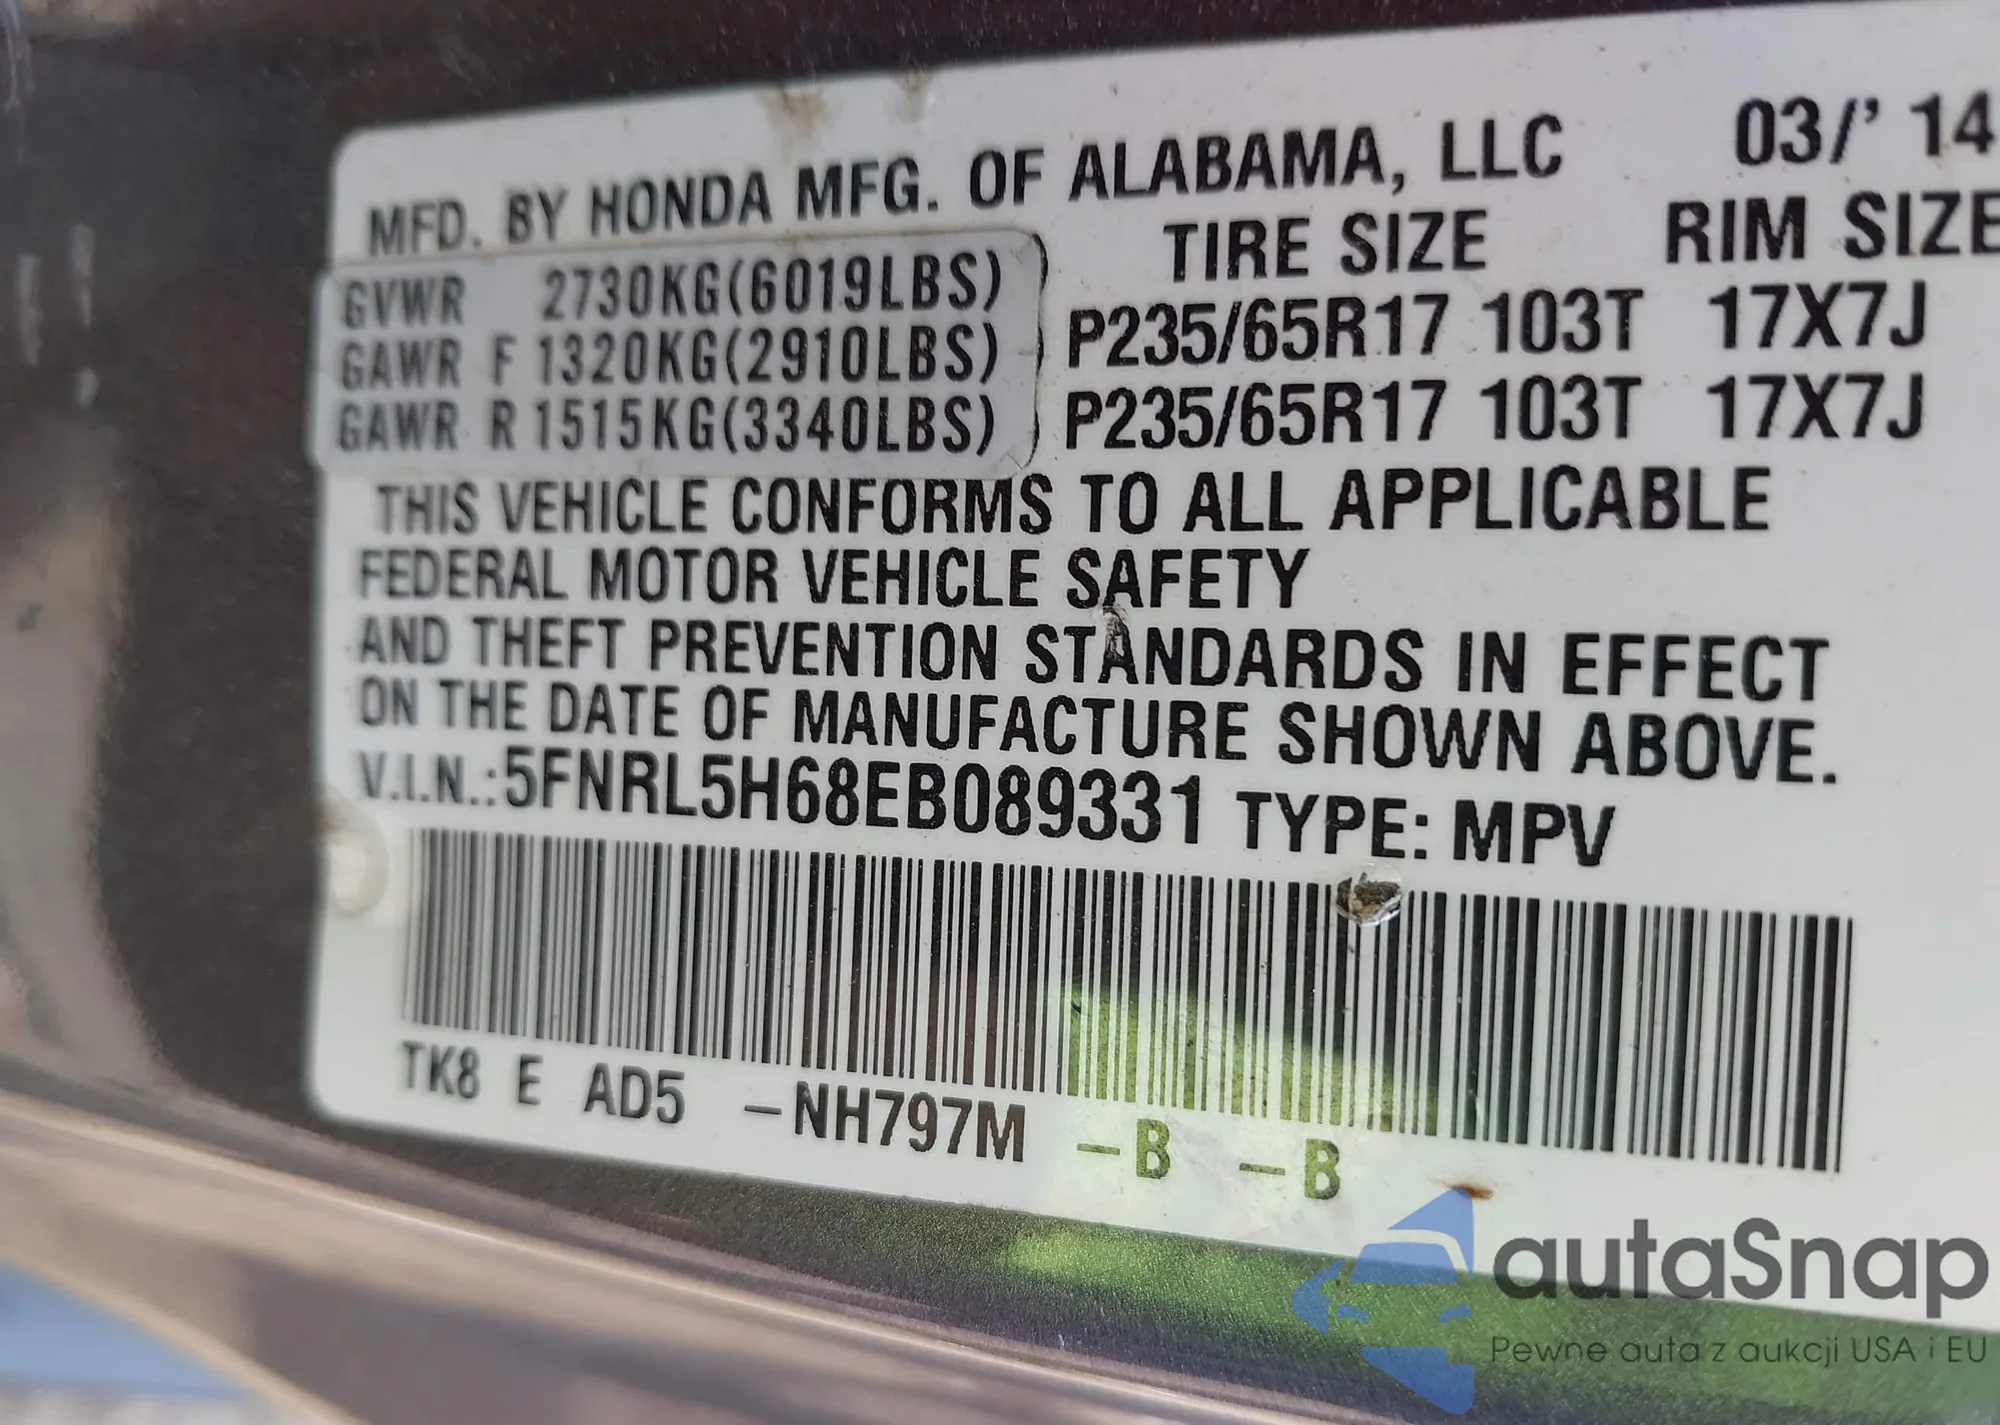 MFD. BY HONDA MFG. OF ALABAMA, LLC 03/'14
TIRE SIZE RIM SIZE
GVWR 2730KG(6019LBS)
GAWR F 1320KG(2910LBS) P235/65R17 103T 17X7J
GAWR R 1515KG(3340LBS) P235/65R17 103T 17X7J
THIS VEHICLE CONFORMS TO ALL APPLICABLE
FEDERAL MOTOR VEHICLE SAFETY
AND THEFT PREVENTION STANDARDS IN EFFECT
ON THE DATE OF MANUFACTURE SHOWN ABOVE.
V.I.N.:5FNRL5H68EB089331 TYPE: MPV
TK8 E AD5 –NH797M –B –B
autaSnap
Pewne auta z aukcji USA i EU